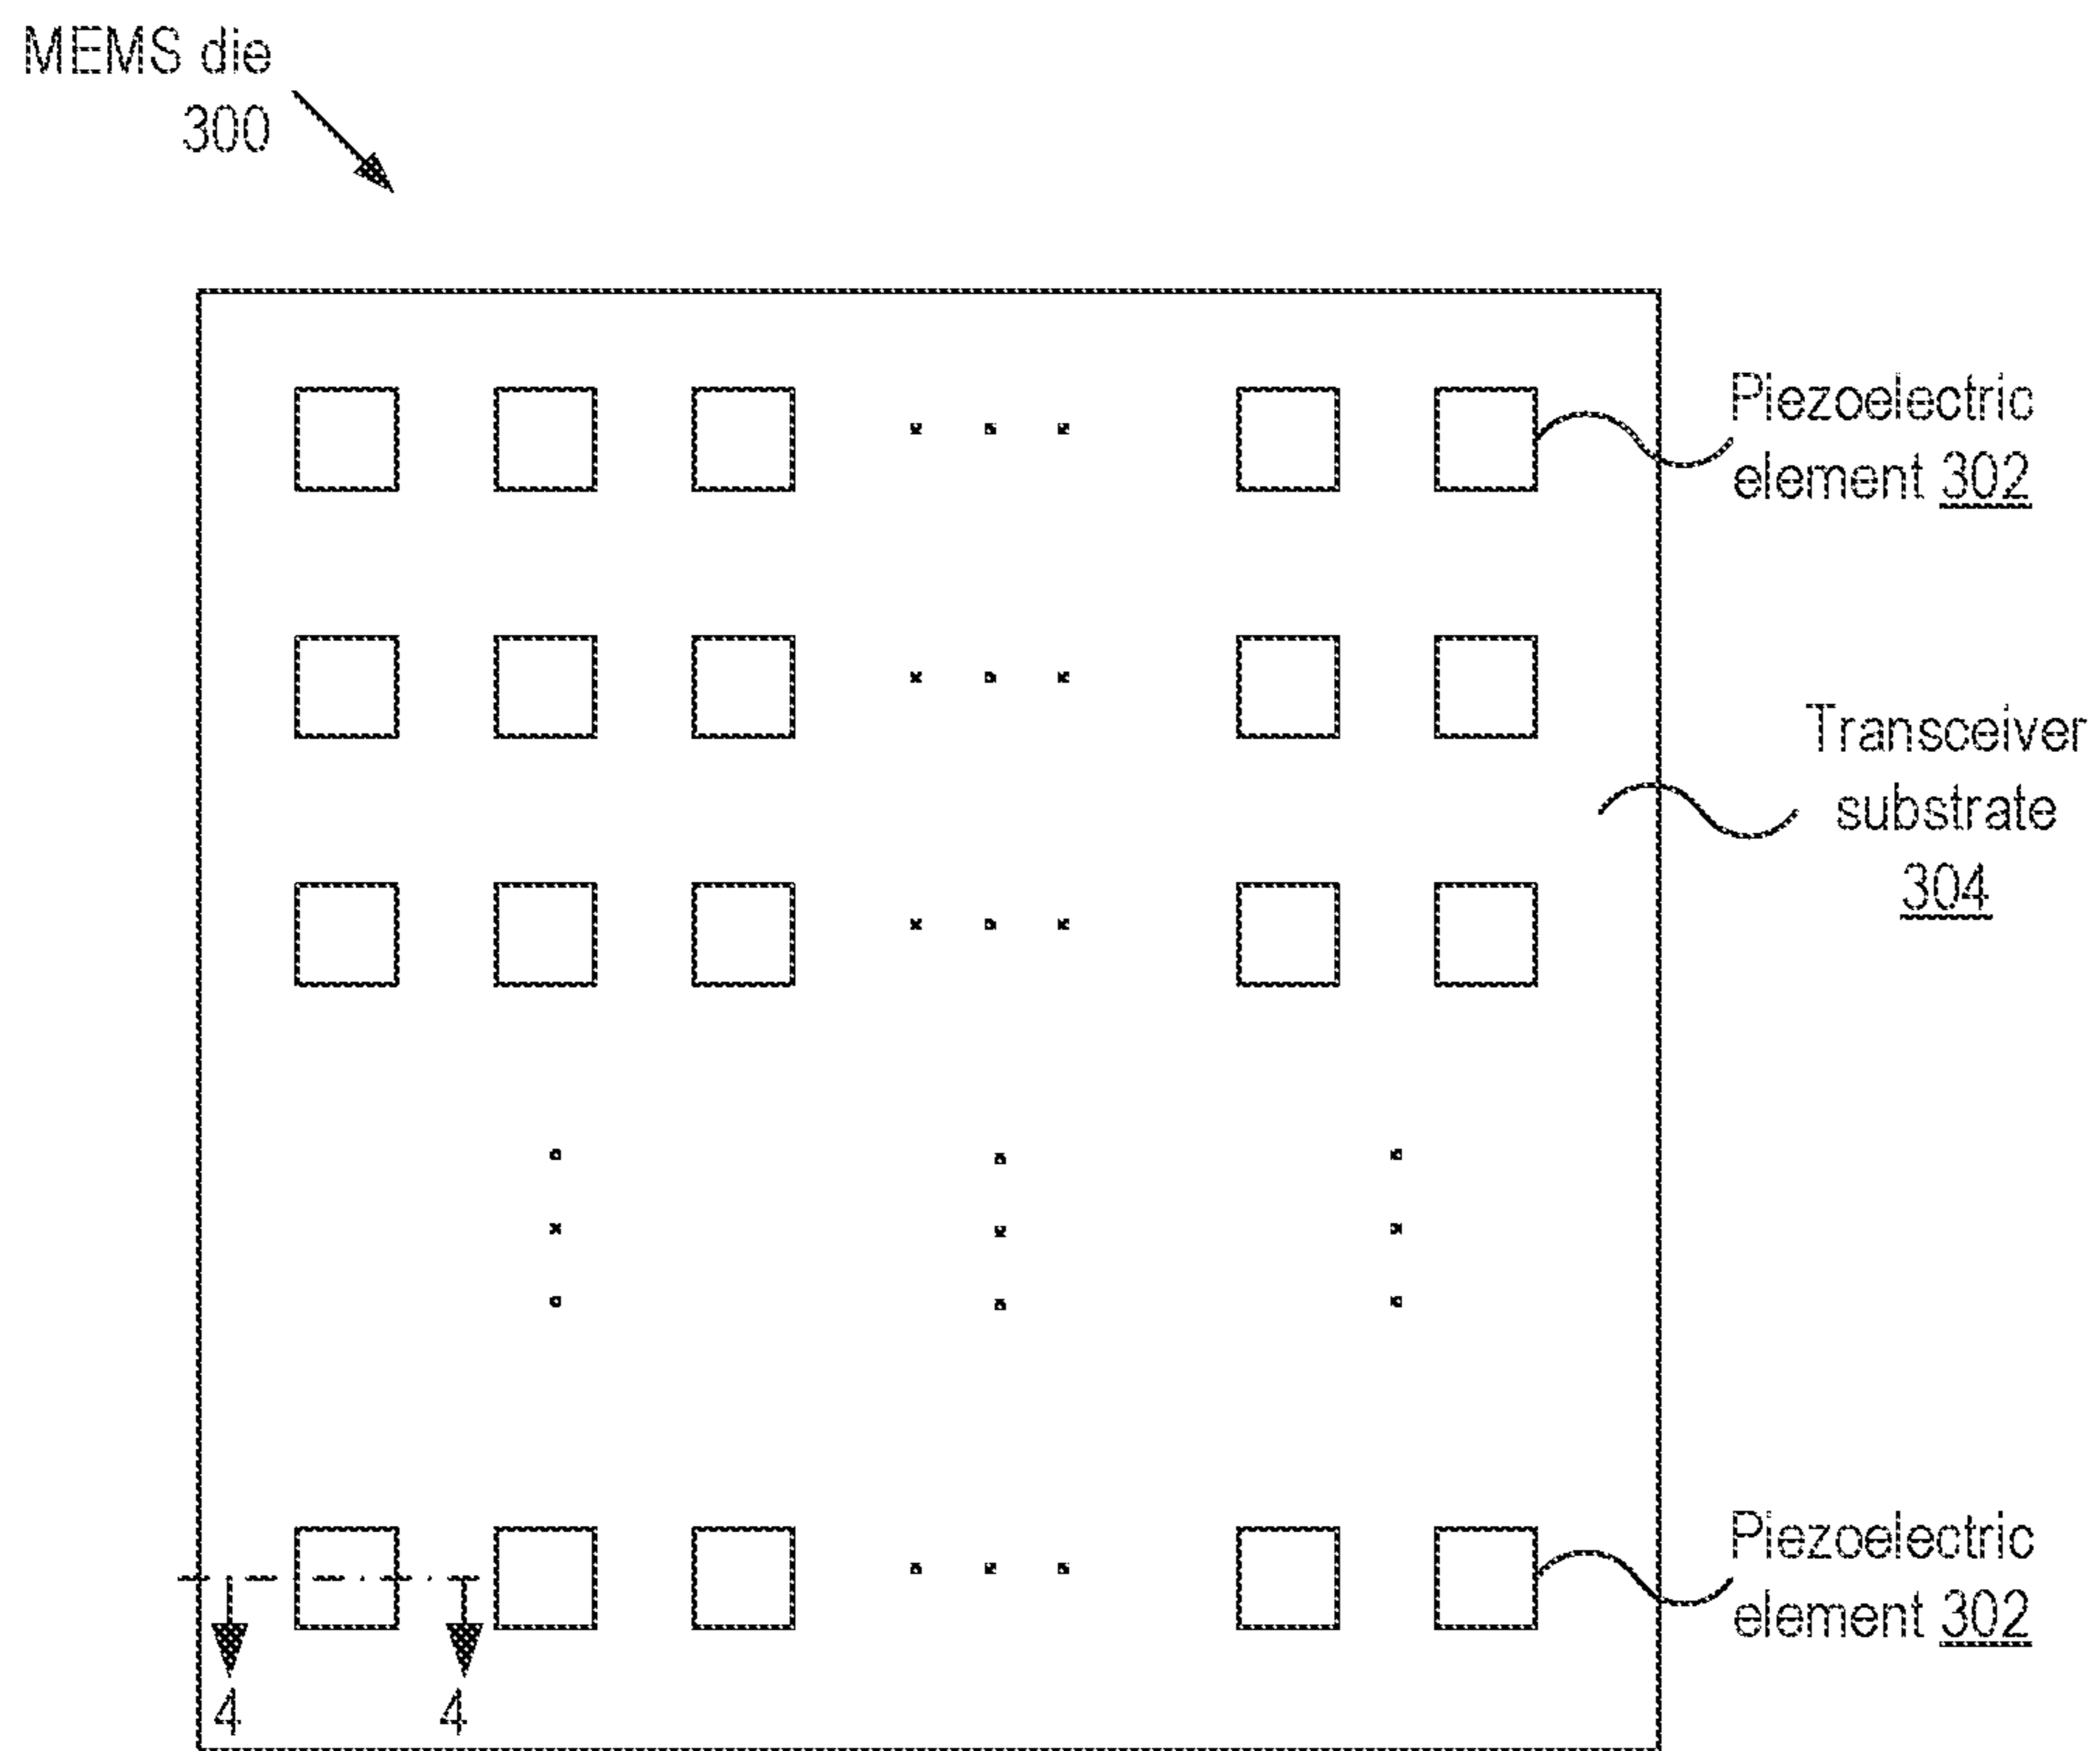 MEMS die
300
Piezoelectric
element 302
Transceiver
substrate
304
Piezoelectric
element 302
4 4